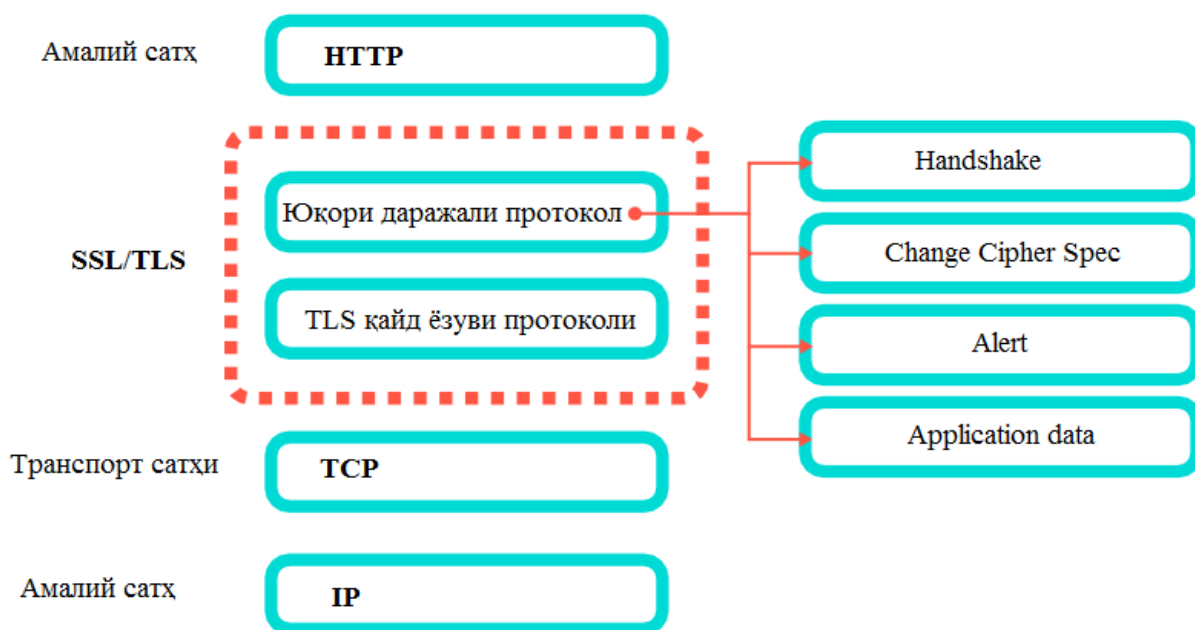 Амалий сатҳ
HTTP
SSL/TLS
Юқори даражали протокол
TLS қайд ёзуви протоколи
Handshake
Change Cipher Spec
Alert
Application data
Транспорт сатҳи
TCP
Амалий сатҳ
IP